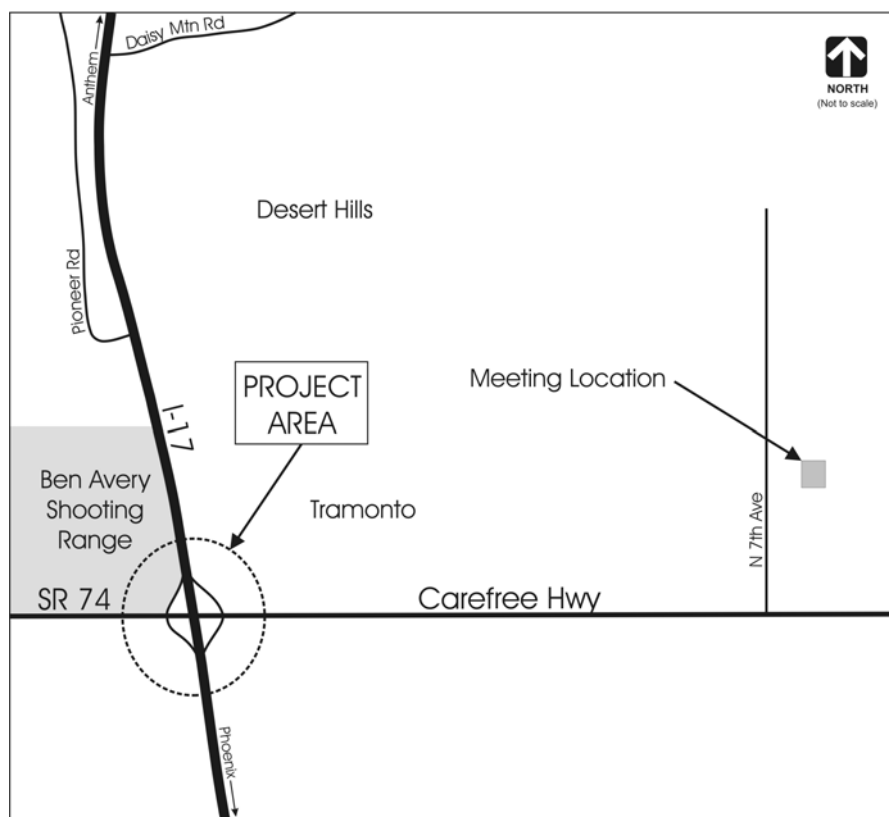 Daisy Mtn Rd
Anthem
NORTH
(Not to scale)
Desert Hills
Pioneer Rd
PROJECT
AREA
Meeting Location
I-17
Ben Avery
Shooting
Range
Tramonto
N 7th Ave
SR 74
Carefree Hwy
Phoenix